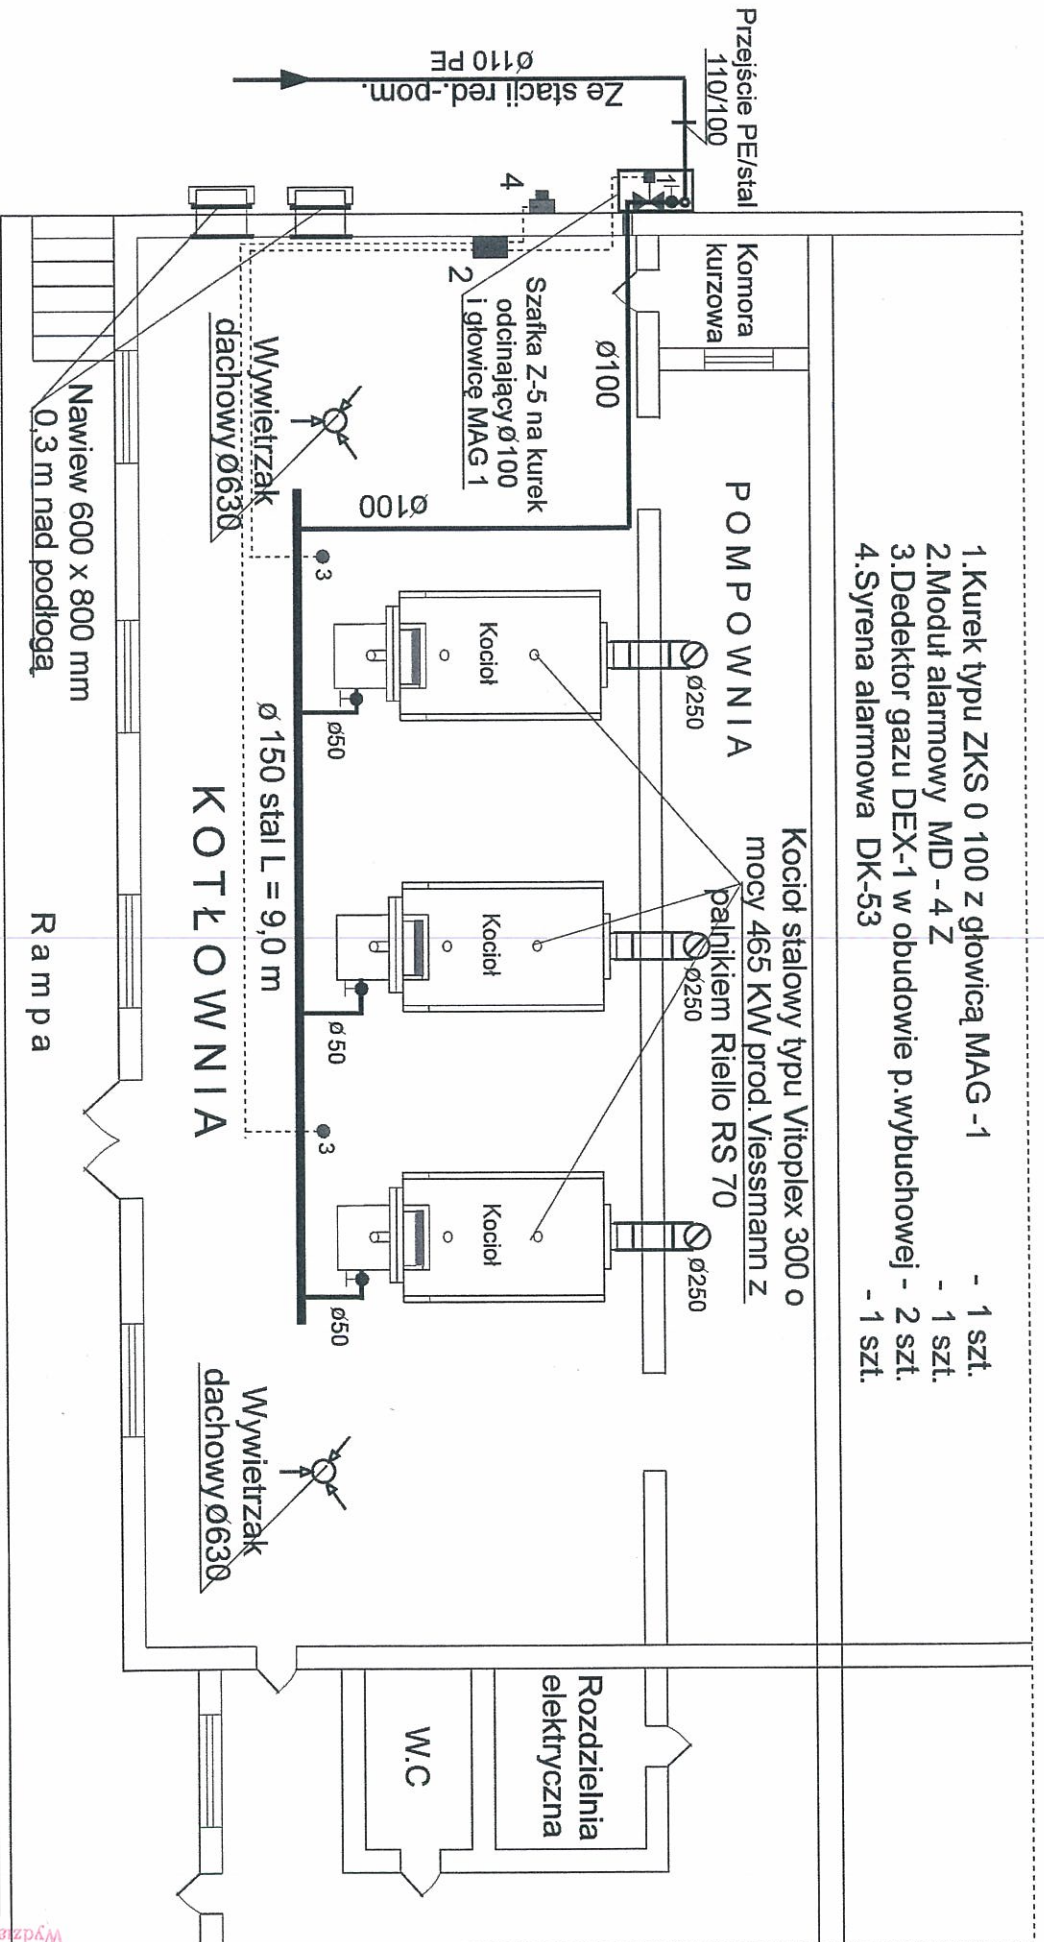 1.Kurek typu ZKS 0 100 z głowicą MAG -1 - 1 szt.
2.Moduł alarmowy MD - 4 Z - 1 szt.
3.Dedektor gazu DEX-1 w obudowie p.wybuchowej - 2 szt.
4.Syrena alarmowa DK-53 - 1 szt.
Przejście PE/stal
110/100
Ze stacji red.-pom.
Ø110 PE
Komora
kurzowa
POMPOWNIA
Kocioł stalowy typu Vitoplex 300 o
mocy 465 KW prod.Viessmann z
palnikiem Riello RS 70
1
4
2
Szafka Z-5 na kurek
odcinający Ø 100
i głowicę MAG 1
Ø100
Ø100
Ø250
Ø250
Ø250
Kocioł
Kocioł
Kocioł
3
3
Ø50
Ø50
Ø50
Ø 150 stal L = 9,0 m
KOTŁOWNIA
Wywietrzak
dachowy Ø630
Wywietrzak
dachowy Ø630
Nawiew 600 x 800 mm
0,3 m nad podłogą
Rampa
Rozdzielnia
elektryczna
W.C